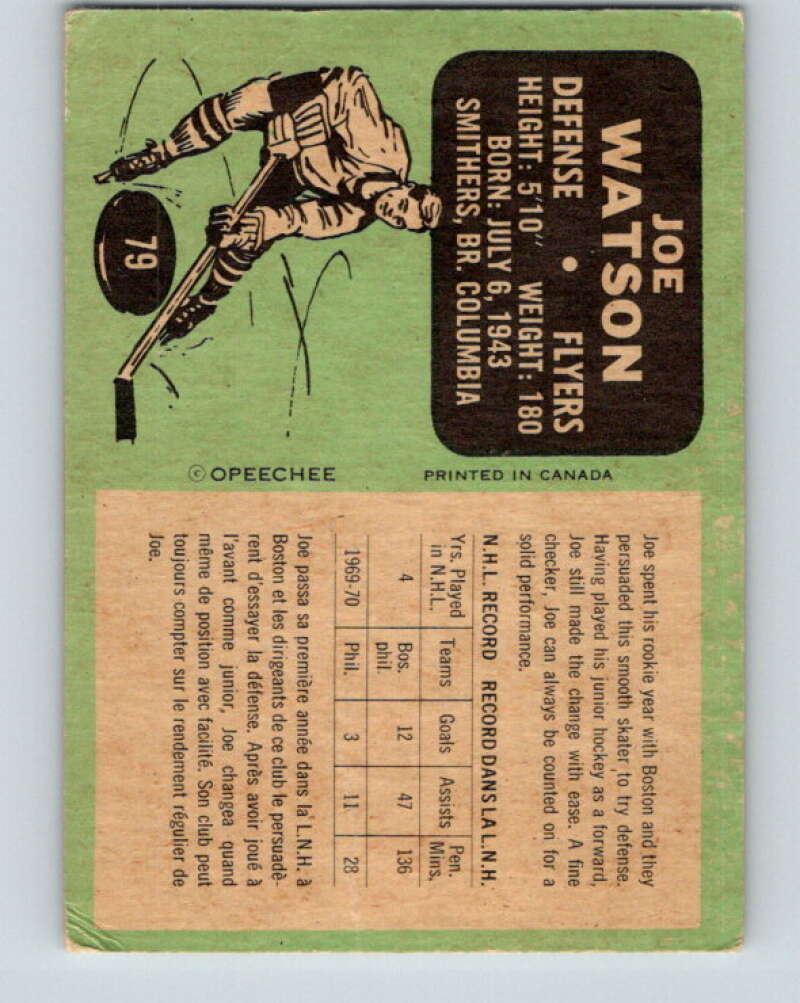 JOE
WATSON
DEFENSE • FLYERS
HEIGHT: 5'10" WEIGHT: 180
BORN: JULY 6, 1943
SMITHERS, BR. COLUMBIA
79
© OPEECHEE
PRINTED IN CANADA
Joe spent his rookie year with Boston and they
persuaded this smooth skater to try defense.
Having played his junior hockey as a forward,
Joe still made the change with ease. A fine
checker, Joe can always be counted on for a
solid performance.
N.H.L. RECORD RECORD DANS LA L.N.H.
Yrs. Played in N.H.L. Teams Goals Assists Pen. Mins.
4 Bos. phil. 12 47 136
1969-70 Phil. 3 11 28
Joe passa sa première année dans la L.N.H. à
Boston et les dirigeants de ce club le persuadè-
rent d'essayer la défense. Après avoir joué à
l'avant comme junior, Joe changea quand
même de position avec facilité. Son club peut
toujours compter sur le rendement régulier de
Joe.